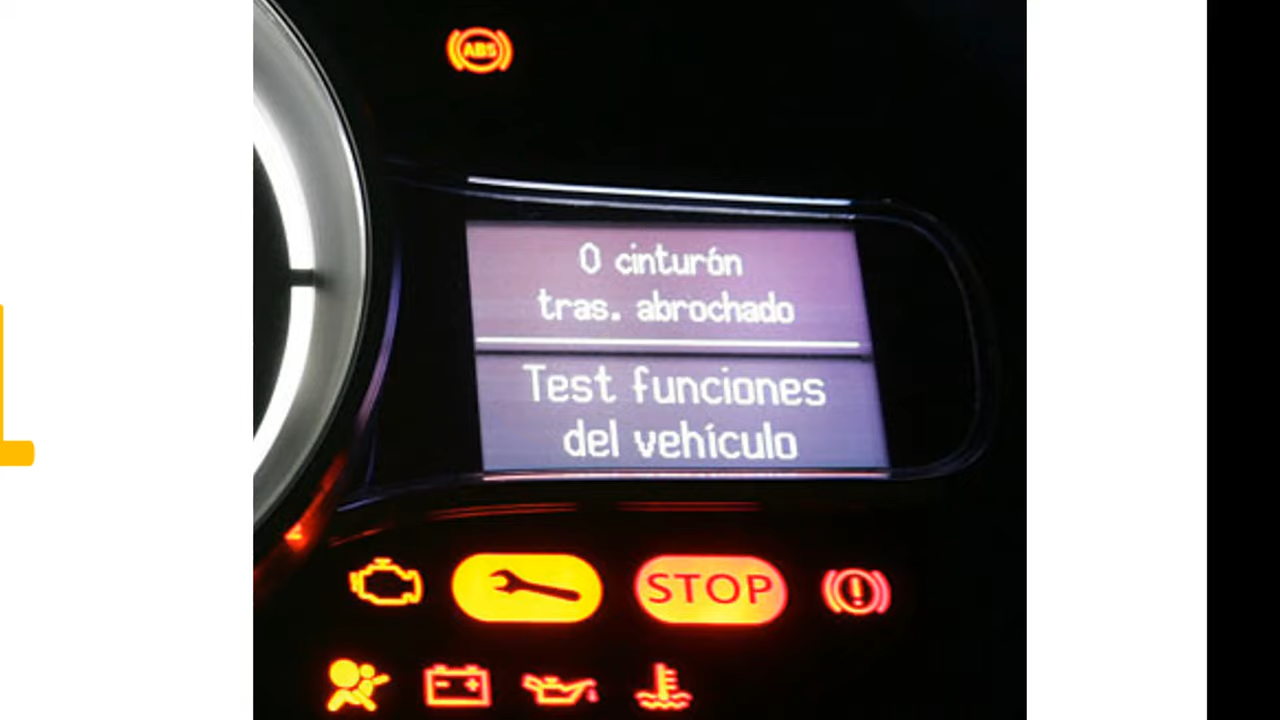 ABS
0 cinturón
tras. abrochado
Test funciones
del vehículo
STOP